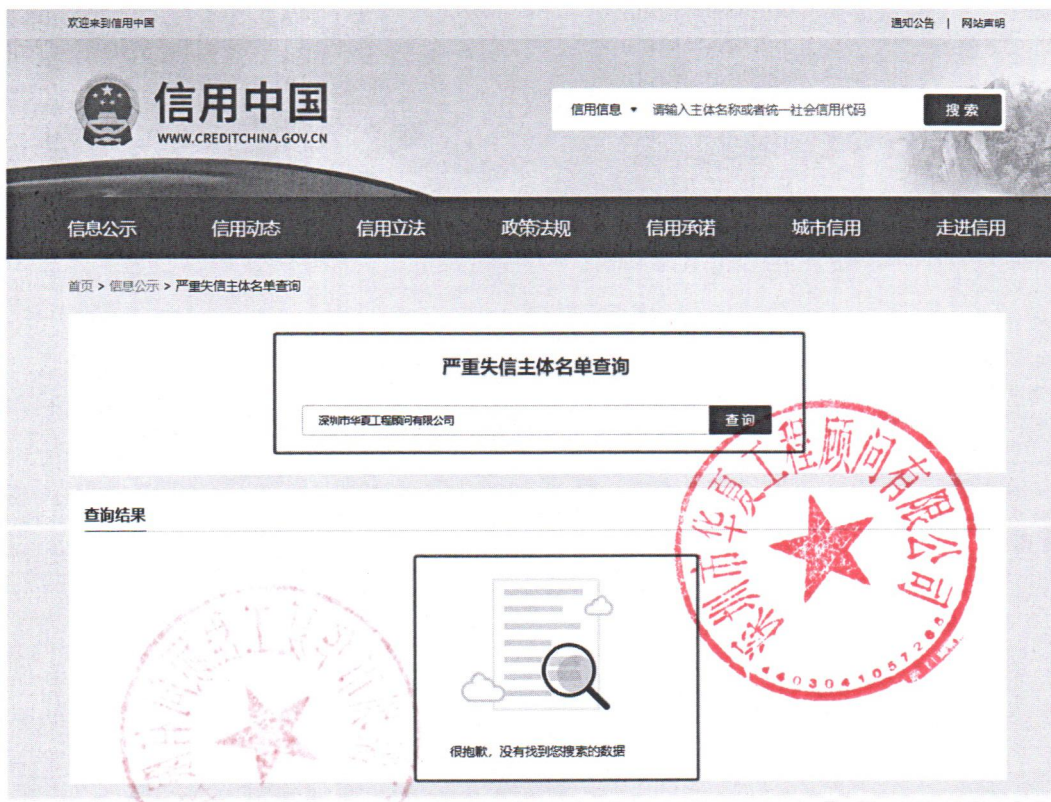 欢迎来到信用中国
通知公告 | 网站声明
信用中国
WWW.CREDITCHINA.GOV.CN
信用信息 ▾ 请输入主体名称或者统一社会信用代码 搜索
信息公示 信用动态 信用立法 政策法规 信用承诺 城市信用 走进信用
首页 > 信息公示 > 严重失信主体名单查询
严重失信主体名单查询
深圳市华夏工程顾问有限公司 查询
深圳市华夏工程顾问有限公司
4403041057268
查询结果
很抱歉，没有找到您搜索的数据